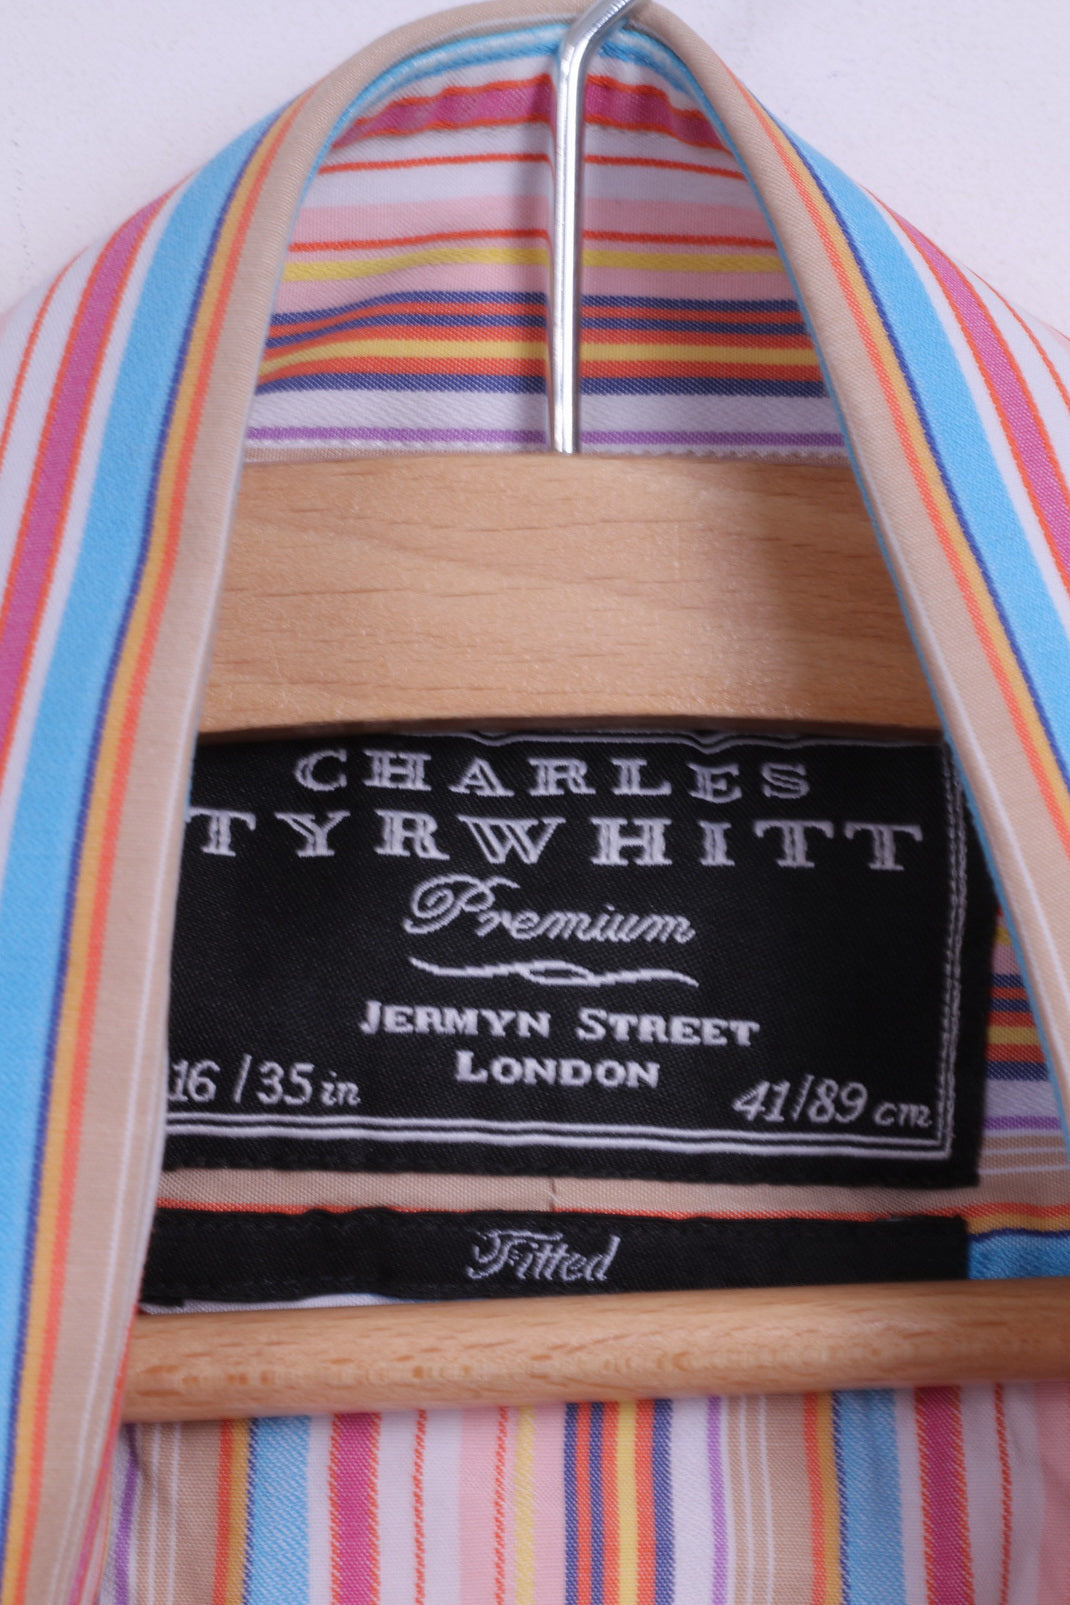 CHARLES
TYRWHITT
Premium
JERMYN STREET
LONDON
16/35 in 41/89 cm
Fitted